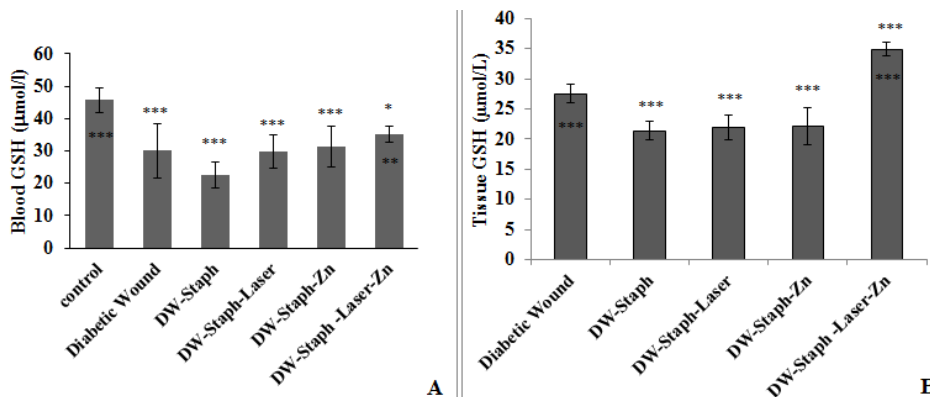 Blood GSH (μmol/l)
60
50
40
30
20
10
0
***
***
***
***
***
*
**
control
Diabetic Wound
DW-Staph
DW-Staph-Laser
DW-Staph-Zn
DW-Staph -Laser-Zn
A
Tissue GSH (μmol/L)
40
35
30
25
20
15
10
5
0
***
***
***
***
***
***
Diabetic Wound
DW-Staph
DW-Staph-Laser
DW-Staph-Zn
DW-Staph -Laser-Zn